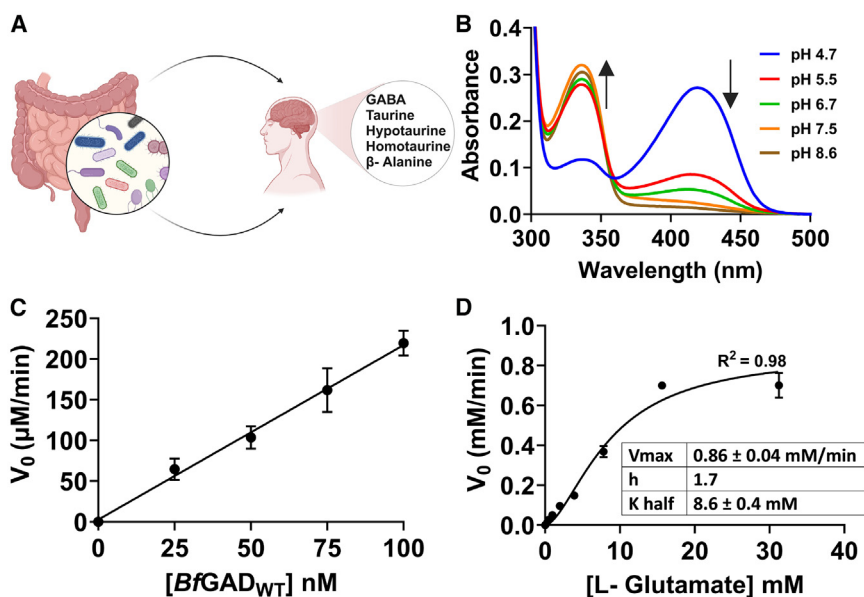 A
GABA
Taurine
Hypotaurine
Homotaurine
β- Alanine
B
Absorbance
0.4
0.3
0.2
0.1
0.0
300
350
400
450
500
Wavelength (nm)
pH 4.7
pH 5.5
pH 6.7
pH 7.5
pH 8.6
C
V0 (µM/min)
250
200
150
100
50
0
0
25
50
75
100
[BfGADWT] nM
D
V0 (mM/min)
1.0
0.8
0.6
0.4
0.2
0.0
0
10
20
30
40
[L- Glutamate] mM
R2 = 0.98
Vmax 0.86 ± 0.04 mM/min
h 1.7
K half 8.6 ± 0.4 mM